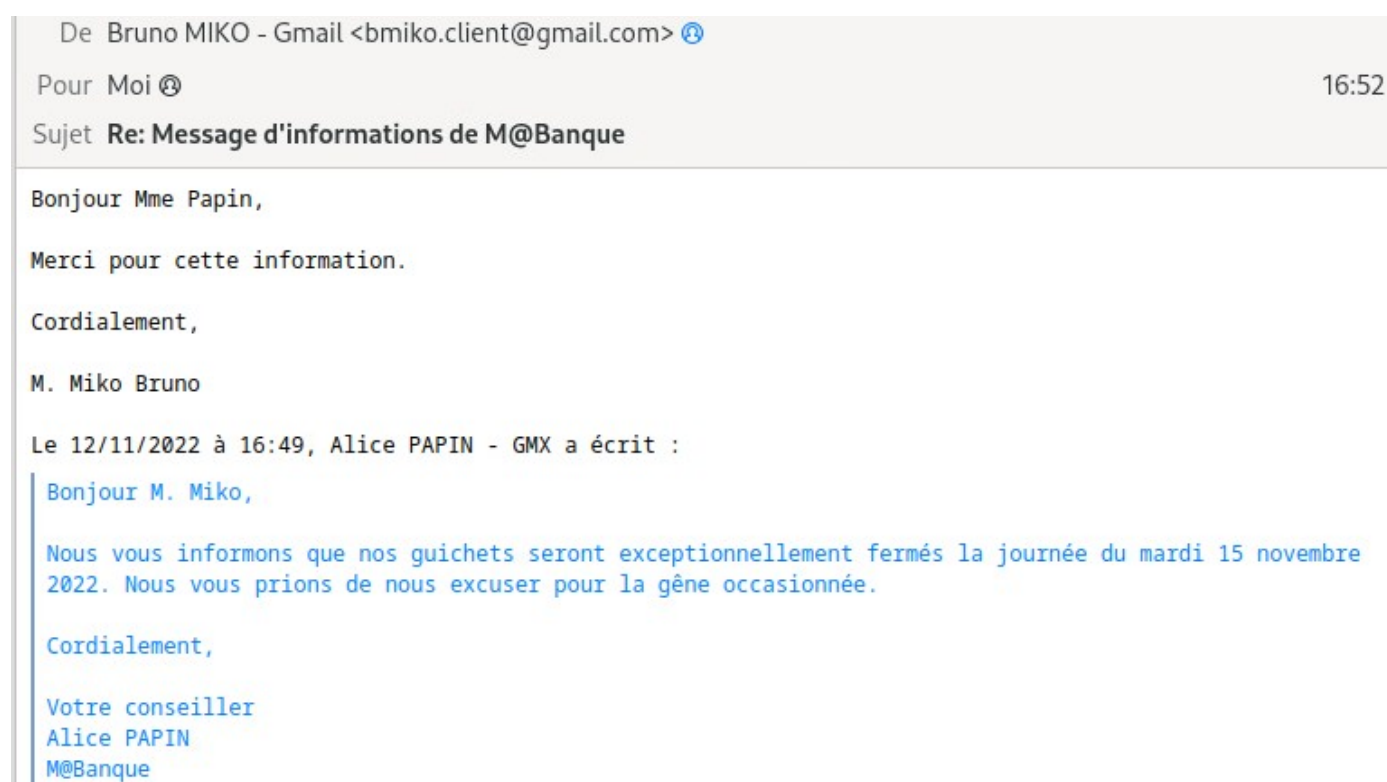 De Bruno MIKO - Gmail <bmiko.client@gmail.com>
Pour Moi 16:52
Sujet Re: Message d'informations de M@Banque
Bonjour Mme Papin,
Merci pour cette information.
Cordialement,
M. Miko Bruno
Le 12/11/2022 à 16:49, Alice PAPIN - GMX a écrit :
Bonjour M. Miko,
Nous vous informons que nos guichets seront exceptionnellement fermés la journée du mardi 15 novembre
2022. Nous vous prions de nous excuser pour la gêne occasionnée.
Cordialement,
Votre conseiller
Alice PAPIN
M@Banque